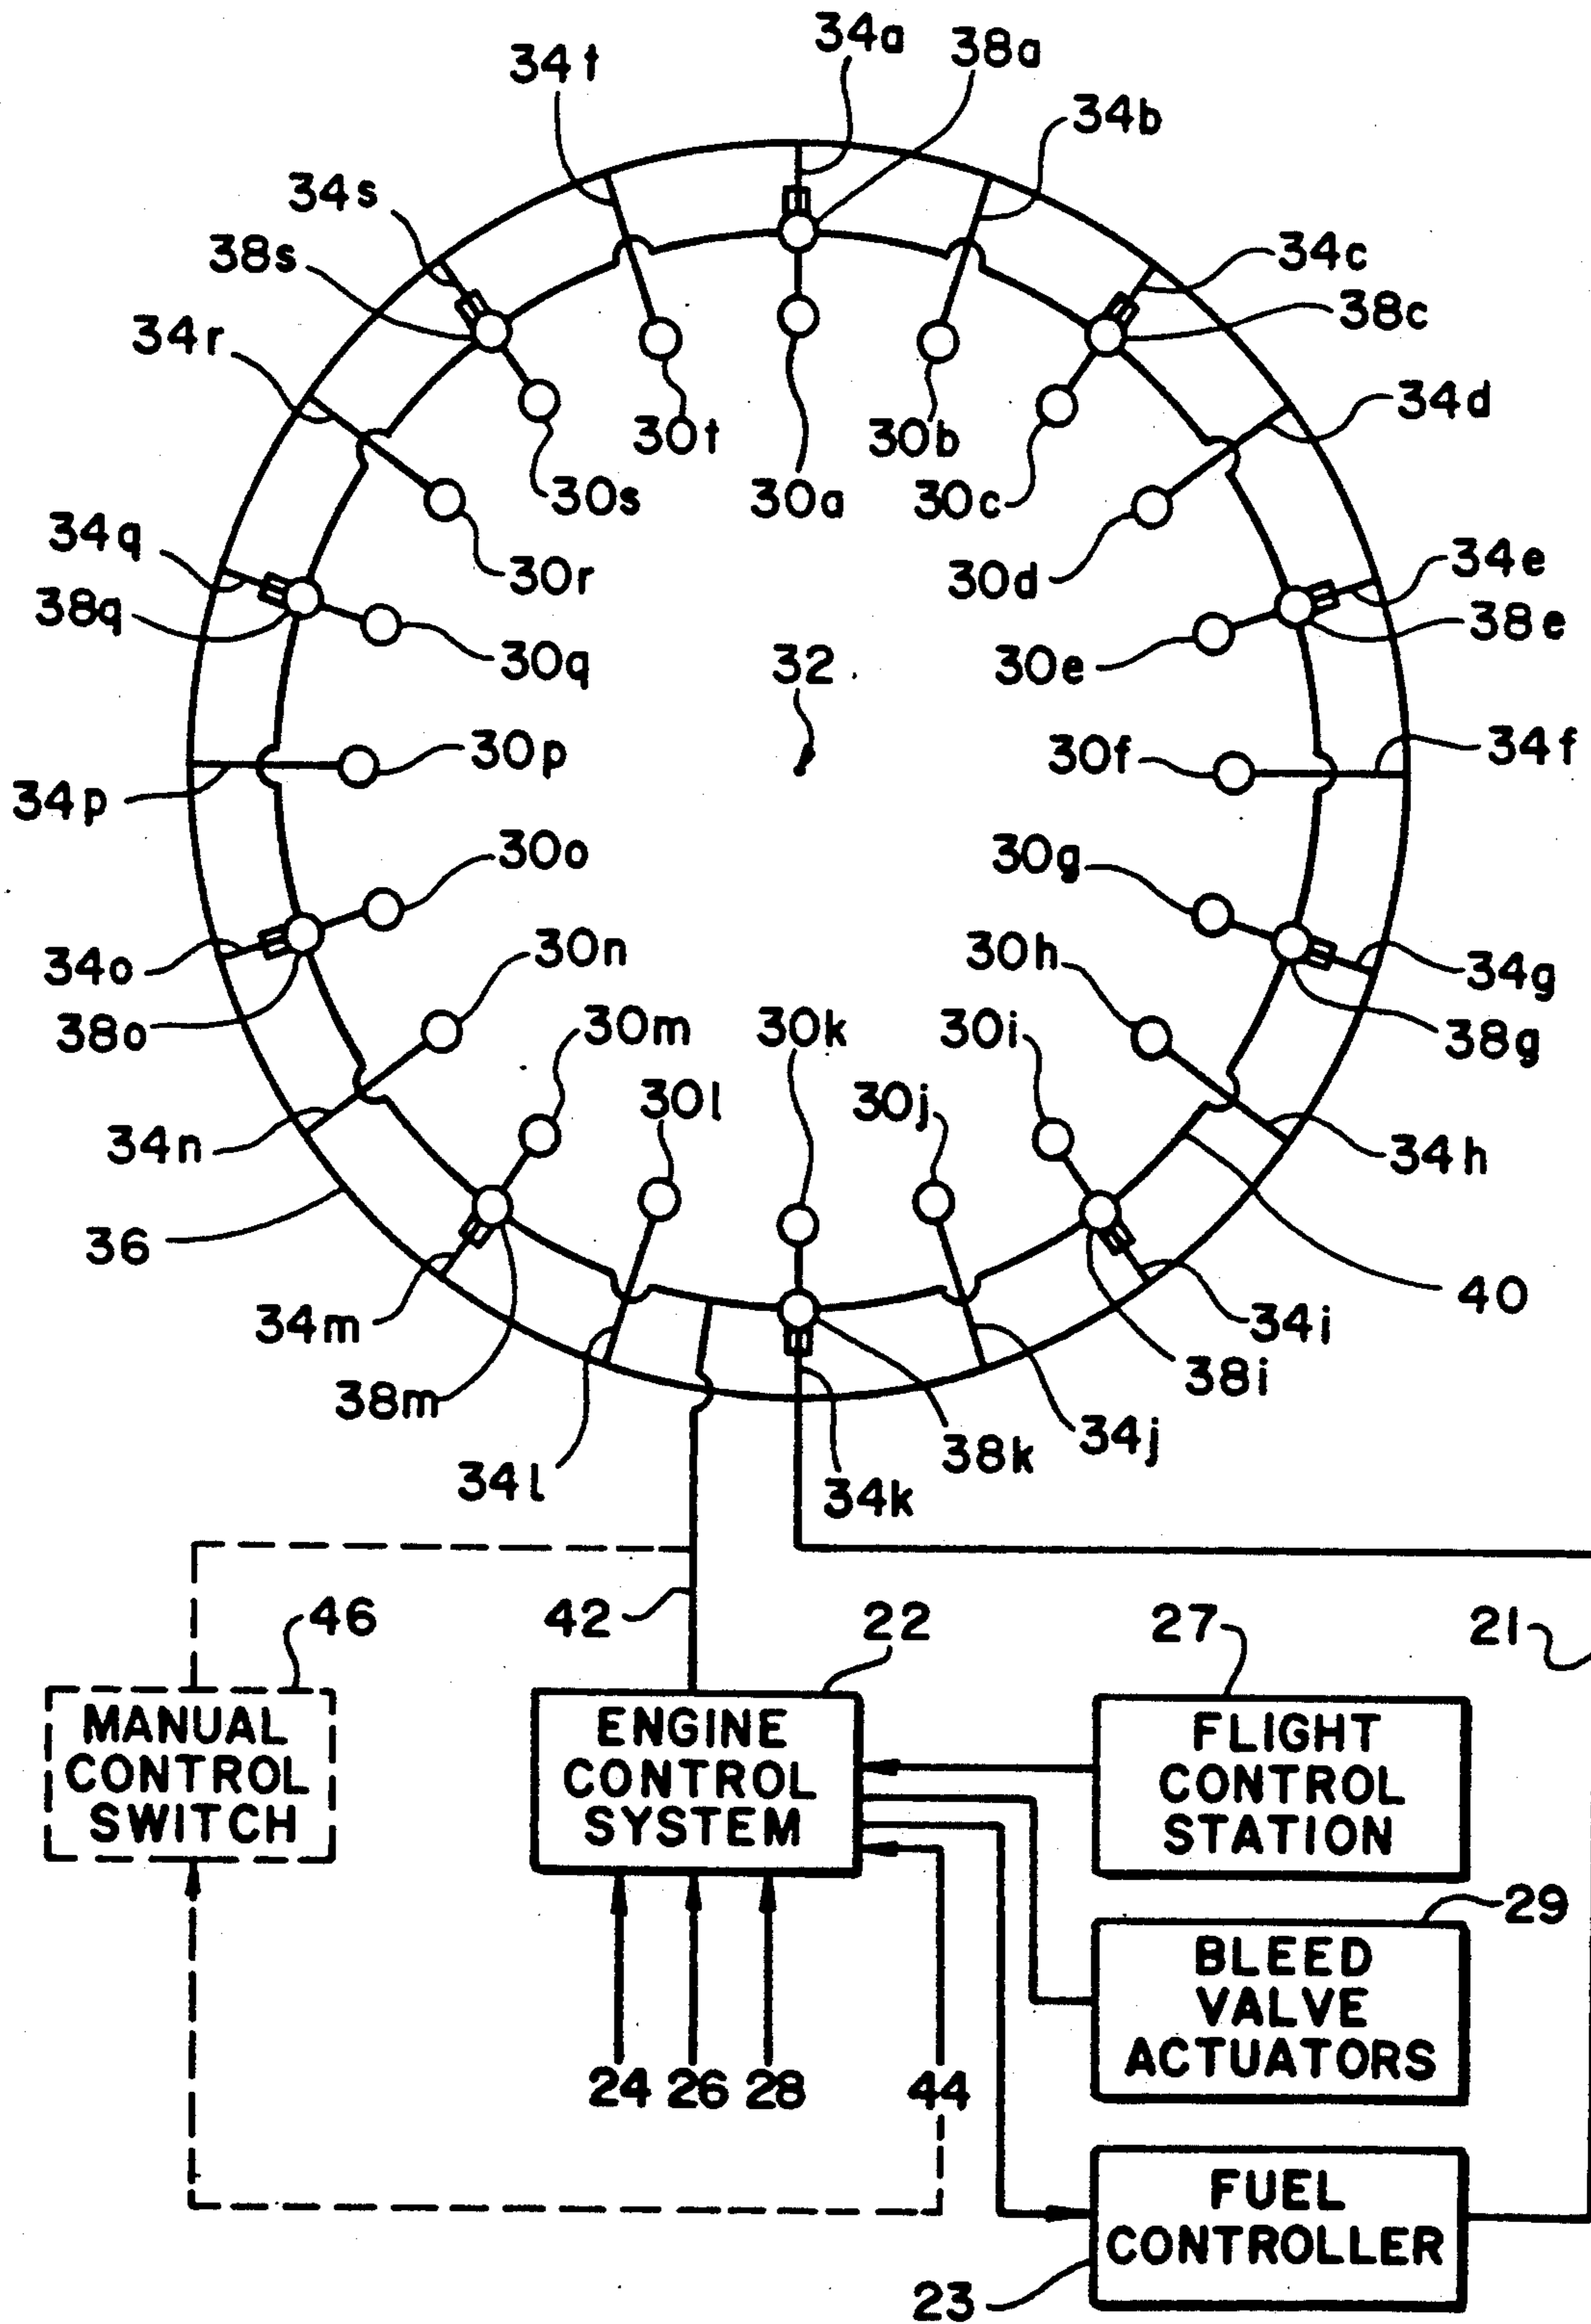 34t
34a
38a
34b
34s
38s
34c
38c
34r
34d
30t
30a
30b
30s
30c
34q
38q
30r
30d
34e
38e
30q
30e
32
30p
30f
34f
34p
30o
30g
34o
38o
30n
30h
34g
38g
30m
30k
30i
30l
30j
34n
34h
36
40
34m
34i
38m
38i
34l
34k
38k
34j
42
22
27
21
46
MANUAL
CONTROL
SWITCH
ENGINE
CONTROL
SYSTEM
FLIGHT
CONTROL
STATION
29
BLEED
VALVE
ACTUATORS
24 26 28 44
FUEL
CONTROLLER
23